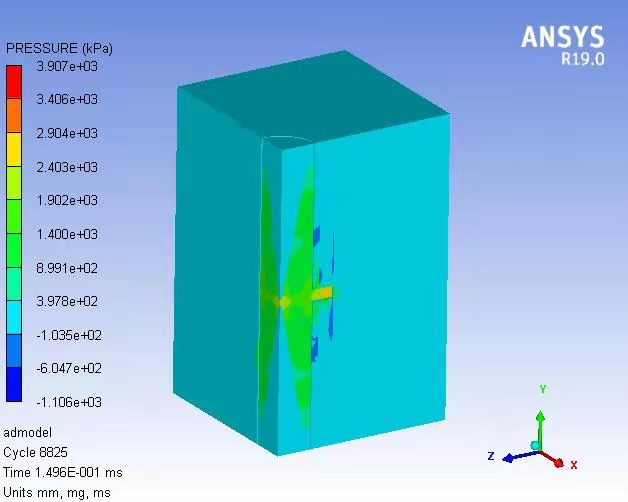 PRESSURE (kPa)
3.907e+03
3.406e+03
2.904e+03
2.403e+03
1.902e+03
1.400e+03
8.991e+02
3.978e+02
-1.035e+02
-6.047e+02
-1.106e+03
ANSYS
R19.0
admodel
Cycle 8825
Time 1.496E-001 ms
Units mm, mg, ms
Y
Z
X